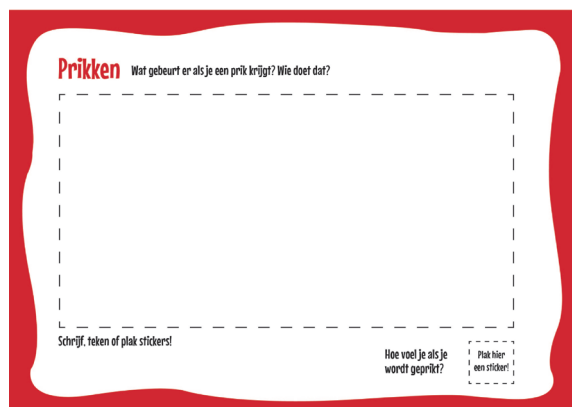 Prikken Wat gebeurt er als je een prik krijgt? Wie doet dat?
Schrijf, teken of plak stickers!
Hoe voel je als je
wordt geprikt?
Plak hier
een sticker!